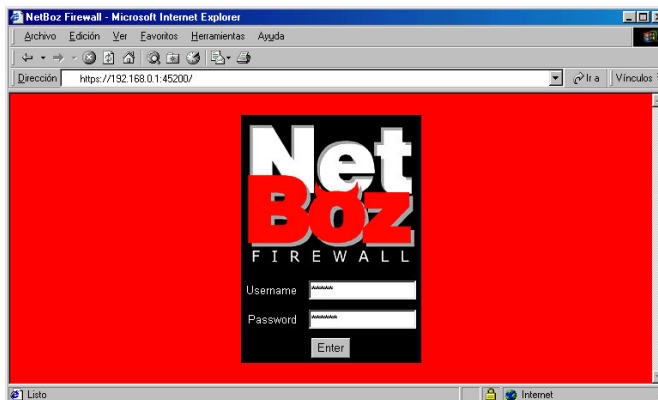 NetBoz Firewall - Microsoft Internet Explorer
Archivo Edición Ver Favoritos Herramientas Ayuda
Dirección https://192.168.0.1:45200/ Ir a Vínculos
Net
Boz
FIREWALL
Username *****
Password ******
Enter
Listo Internet